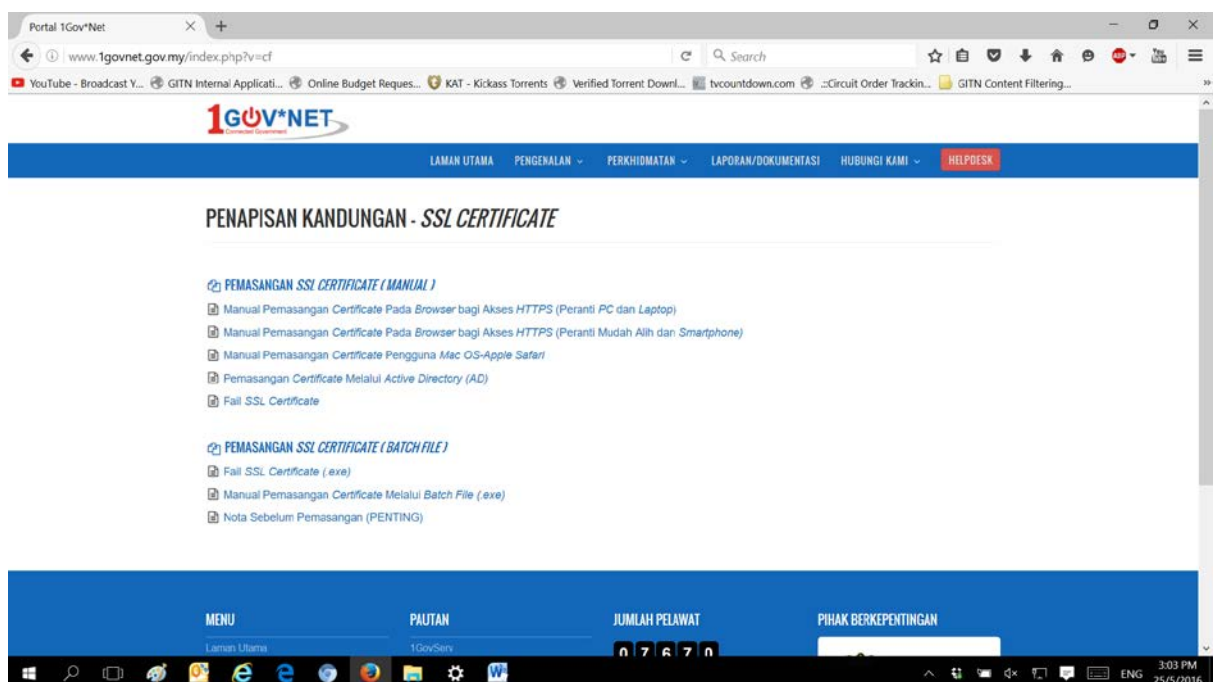 Portal 1Gov*Net
www.1govnet.gov.my/index.php?v=cf
Search
YouTube - Broadcast Y... GITN Internal Applicati... Online Budget Reques... KAT - Kickass Torrents Verified Torrent Downl... tvcountdown.com .::Circuit Order Trackin... GITN Content Filtering...
1GOV*NET
Connected Government
LAMAN UTAMA PENGENALAN PERKHIDMATAN LAPORAN/DOKUMENTASI HUBUNGI KAMI HELPDESK
PENAPISAN KANDUNGAN - SSL CERTIFICATE
PEMASANGAN SSL CERTIFICATE ( MANUAL )
Manual Pemasangan Certificate Pada Browser bagi Akses HTTPS (Peranti PC dan Laptop)
Manual Pemasangan Certificate Pada Browser bagi Akses HTTPS (Peranti Mudah Alih dan Smartphone)
Manual Pemasangan Certificate Pengguna Mac OS-Apple Safari
Pemasangan Certificate Melalui Active Directory (AD)
Fail SSL Certificate
PEMASANGAN SSL CERTIFICATE ( BATCH FILE )
Fail SSL Certificate (.exe)
Manual Pemasangan Certificate Melalui Batch File (.exe)
Nota Sebelum Pemasangan (PENTING)
MENU PAUTAN JUMLAH PELAWAT PIHAK BERKEPENTINGAN
Laman Utama 1GovServ 07670
ENG
3:03 PM
25/5/2016